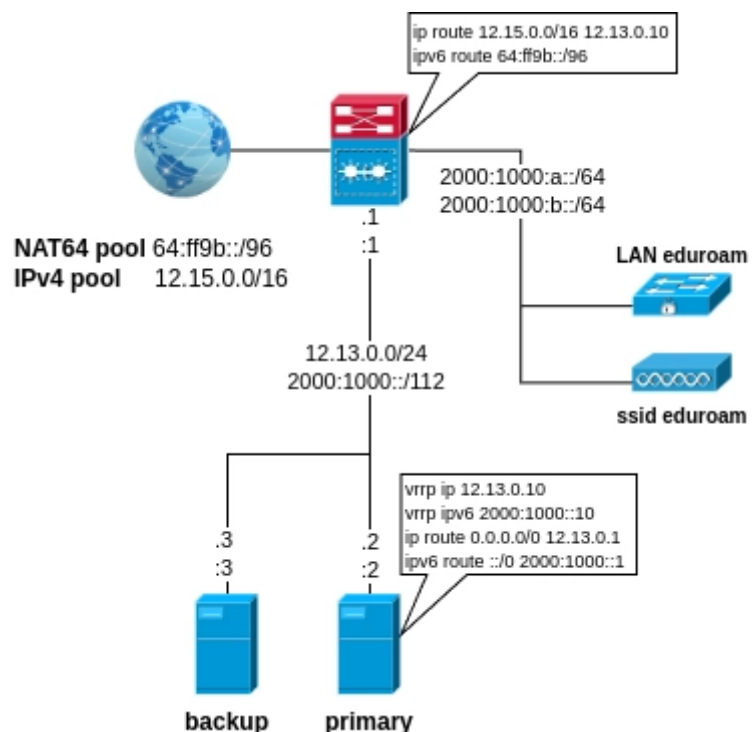 ip route 12.15.0.0/16 12.13.0.10
ipv6 route 64:ff9b::/96
2000:1000:a::/64
2000:1000:b::/64
.1
:1
NAT64 pool 64:ff9b::/96
IPv4 pool 12.15.0.0/16
LAN eduroam
ssid eduroam
12.13.0.0/24
2000:1000::/112
vrrp ip 12.13.0.10
vrrp ipv6 2000:1000::10
ip route 0.0.0.0/0 12.13.0.1
ipv6 route ::/0 2000:1000::1
.3
:3
.2
:2
backup
primary